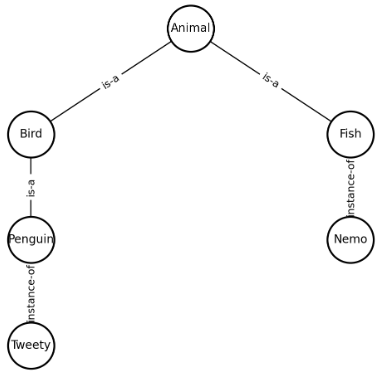 Animal
is-a
is-a
Bird
Fish
is-a
instance-of
Penguin
Nemo
instance-of
Tweety